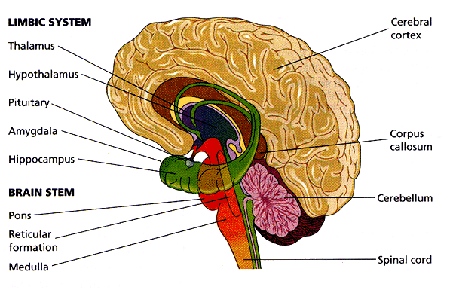 LIMBIC SYSTEM
Thalamus
Hypothalamus
Pituitary
Amygdala
Hippocampus
BRAIN STEM
Pons
Reticular
formation
Medulla
Cerebral
cortex
Corpus
callosum
Cerebellum
Spinal cord